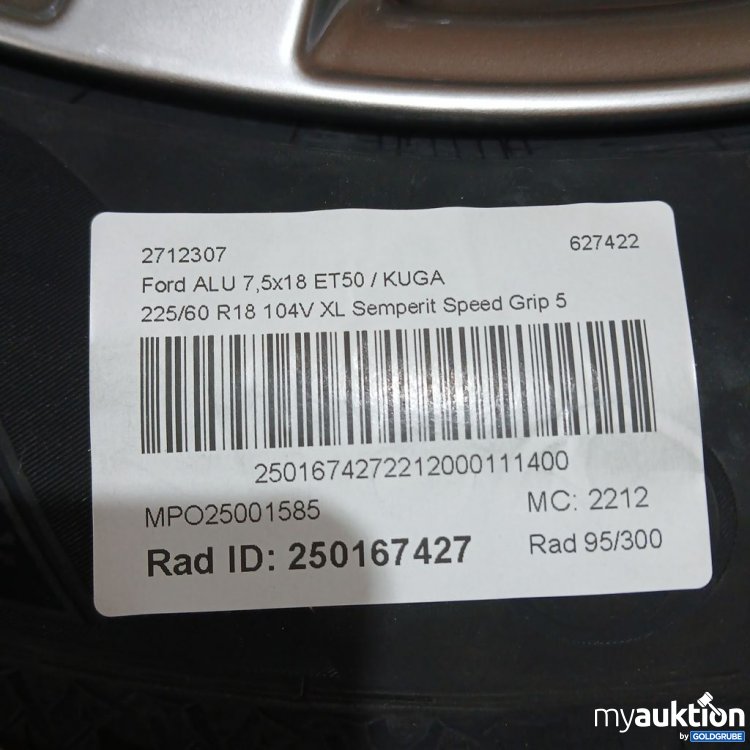 2712307 627422
Ford ALU 7,5x18 ET50 / KUGA
225/60 R18 104V XL Semperit Speed Grip 5
2501674272212000111400
MPO25001585 MC: 2212
Rad ID: 250167427 Rad 95/300
myauktion
by GOLDGRUBE